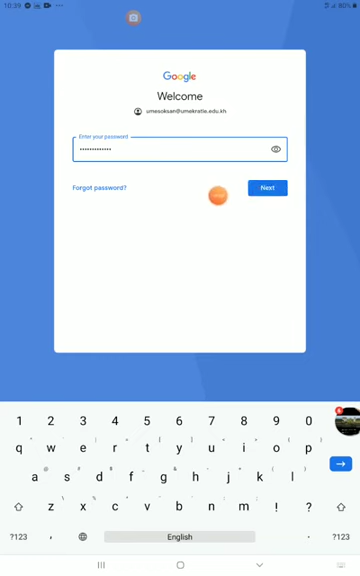 10:39
80%
Google
Welcome
umesoksan@umekratie.edu.kh
Enter your password
•••••••••••••
Forgot password?
Next
1 2 3 4 5 6 7 8 9 0
q w e r t y u i o p
a s d f g h j k l
z x c v b n m ! ?
?123 , English . ?123